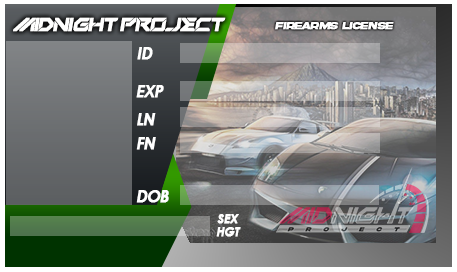 MIDNIGHT PROJECT
FIREARMS LICENSE
ID
EXP
LN
FN
DOB
SEX
HGT
MIDNIGHT
PROJECT